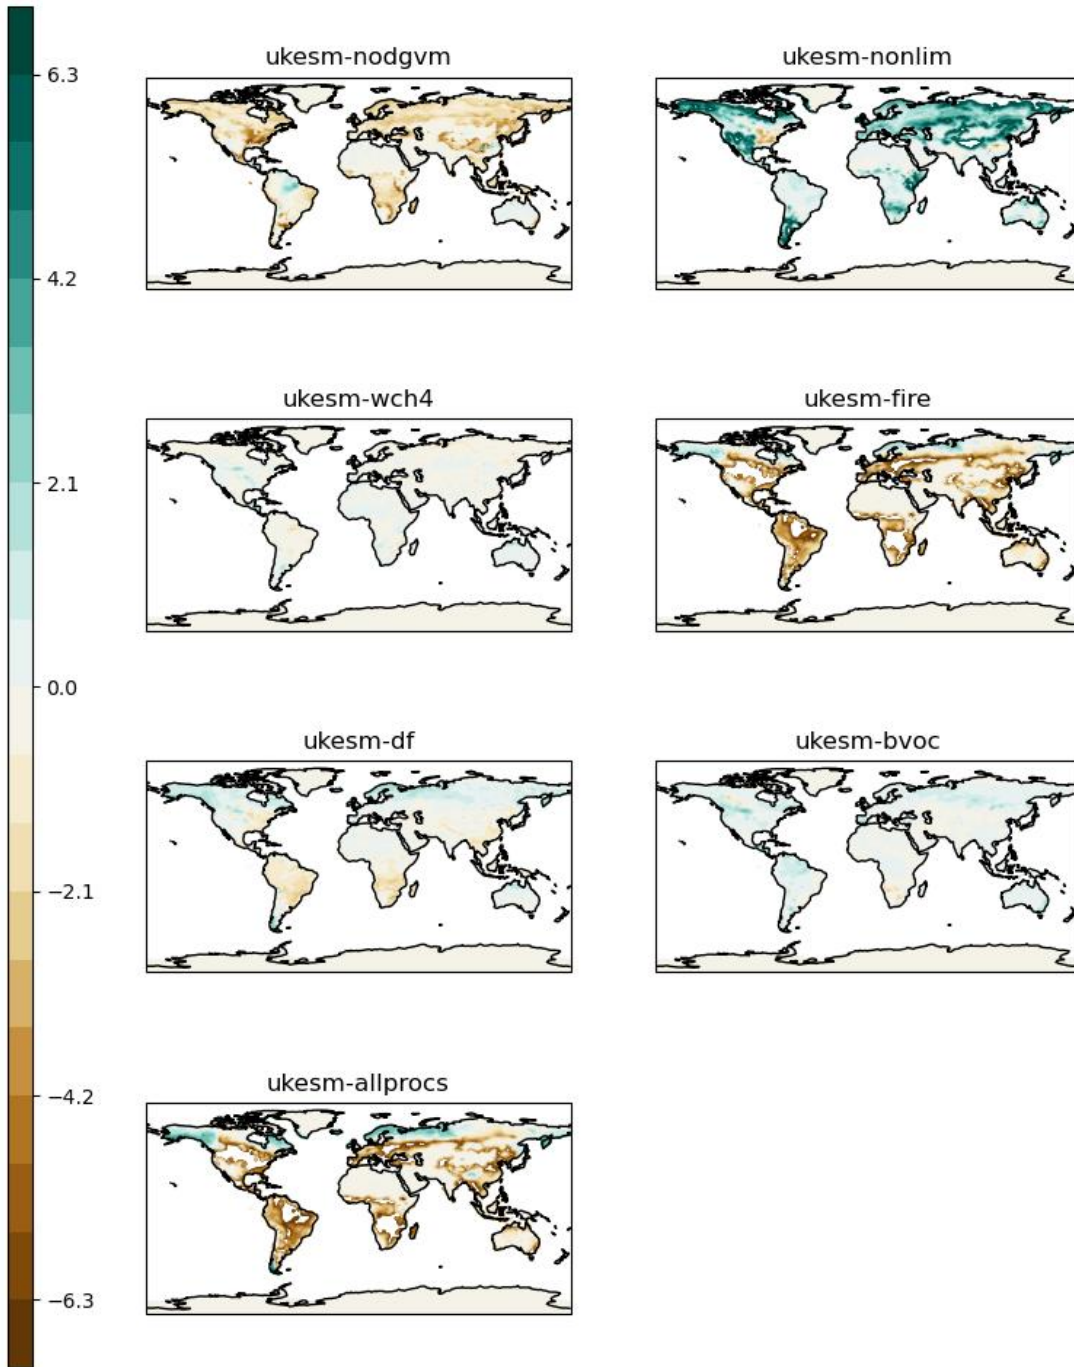 ukesm-nodgvm
ukesm-nonlim
6.3
4.2
ukesm-wch4
ukesm-fire
2.1
0.0
ukesm-df
ukesm-bvoc
−2.1
ukesm-allprocs
−4.2
−6.3